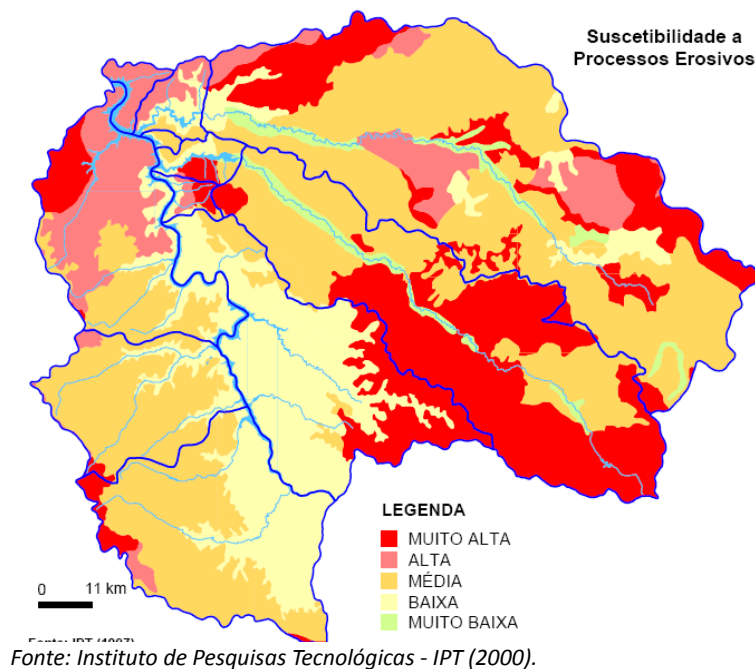 Suscetibilidade a
Processos Erosivos
LEGENDA
MUITO ALTA
ALTA
MÉDIA
BAIXA
MUITO BAIXA
0 11 km
Fonte: Instituto de Pesquisas Tecnológicas - IPT (2000).